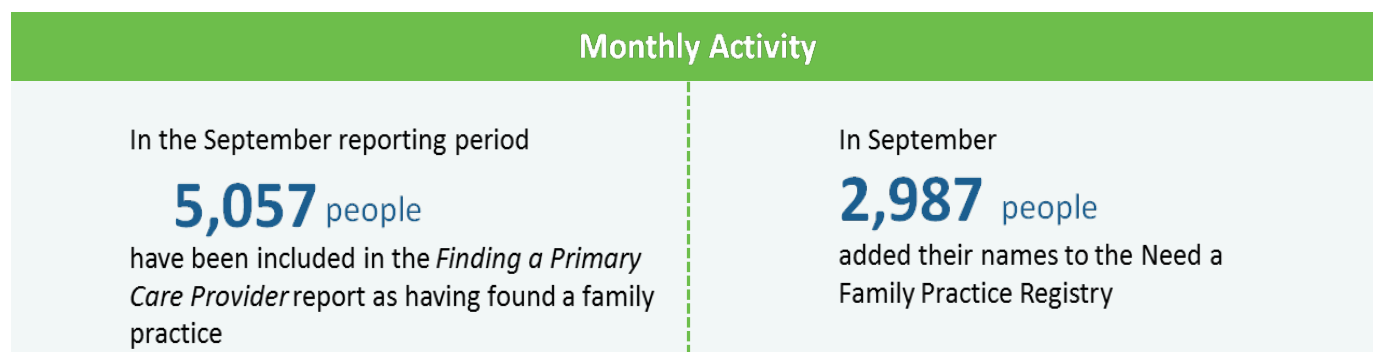 Monthly Activity
In the September reporting period
5,057 people
have been included in the Finding a Primary
Care Provider report as having found a family
practice
In September
2,987 people
added their names to the Need a
Family Practice Registry